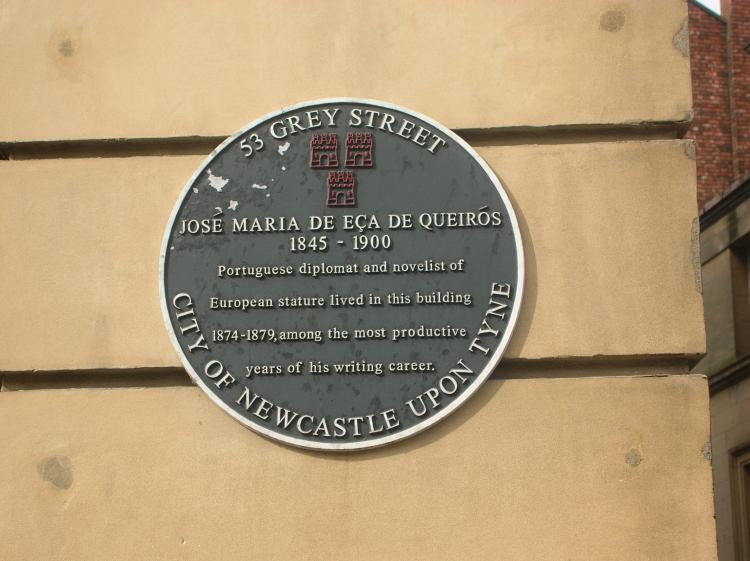 53 GREY STREET
JOSÉ MARIA DE EÇA DE QUEIRÓS
1845 - 1900
Portuguese diplomat and novelist of
European stature lived in this building
1874-1879, among the most productive
years of his writing career.
CITY OF NEWCASTLE UPON TYNE